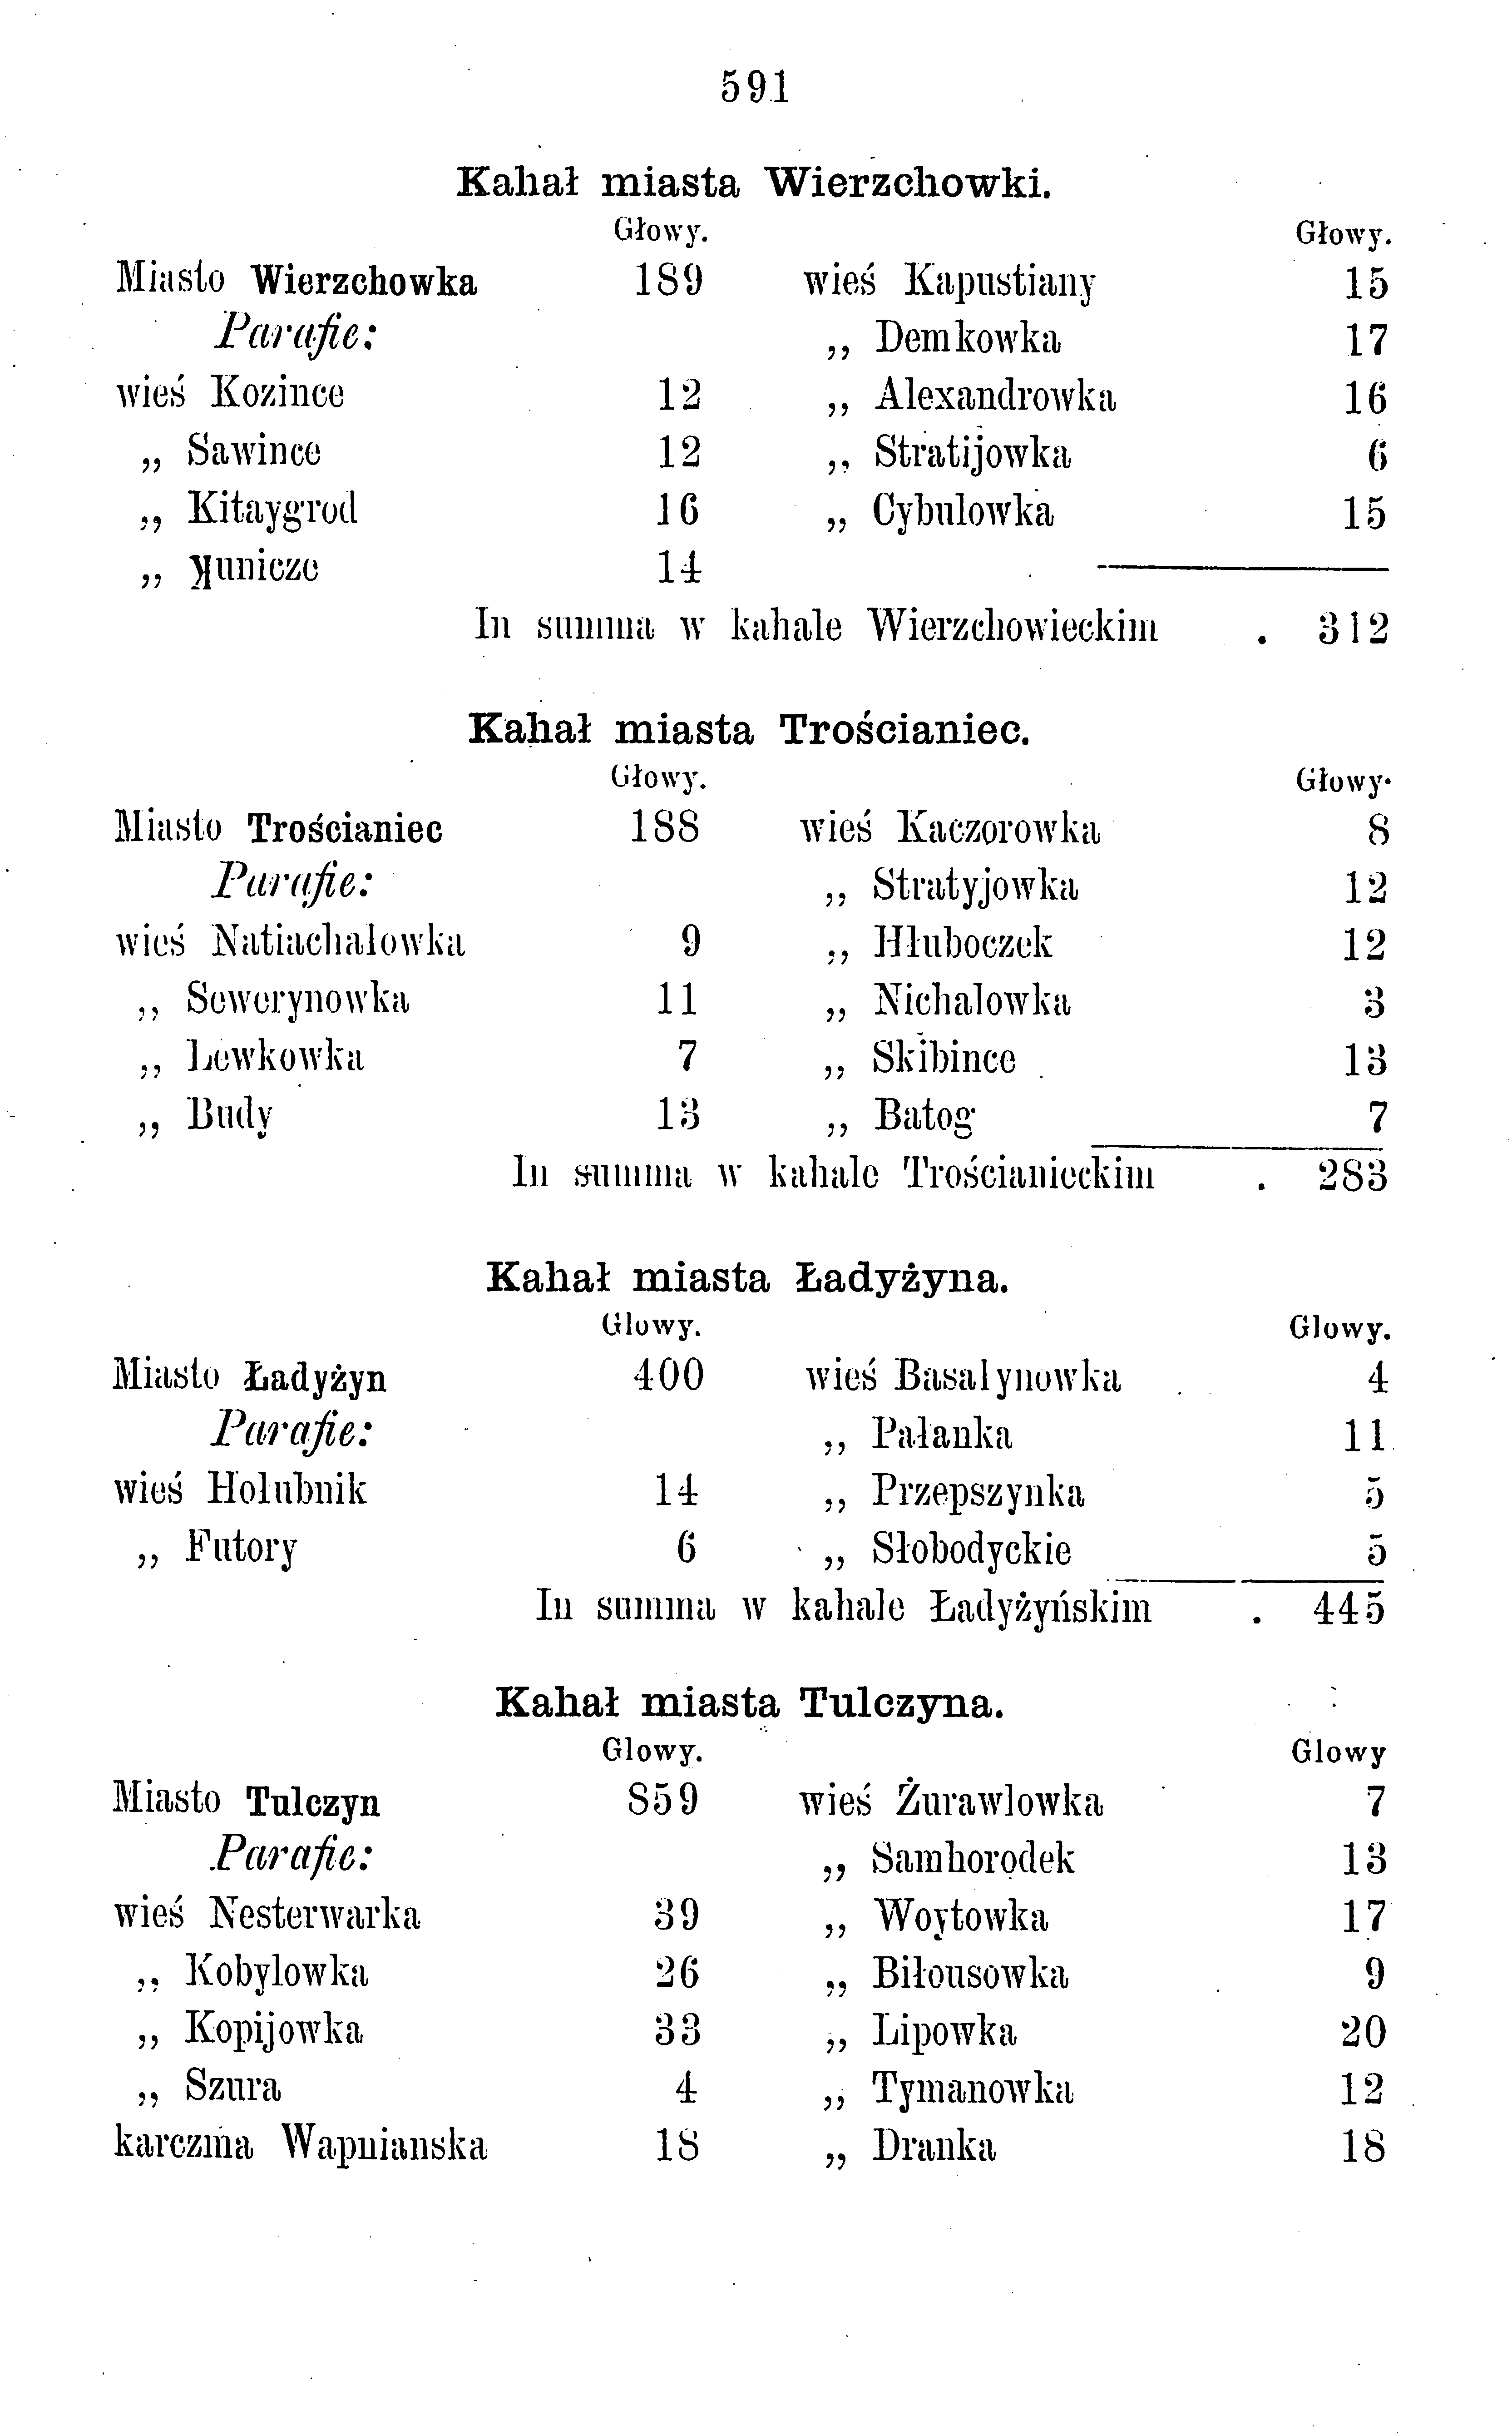 591
Kahał miasta Wierzchowki.
Głowy. Głowy.
Miasto Wierzchowka 189 wieś Kapustiany 15
Parafie: „ Demkowka 17
wieś Kozince 12 „ Alexandrowka 16
„ Sawince 12 „ Stratijowka 6
„ Kitaygrod 16 „ Cybulowka 15
„ Kunicze 14
In summa w kahale Wierzchowieckim . 312
Kahał miasta Trościaniec.
Głowy. Głowy.
Miasto Trościaniec 188 wieś Kaczorowka 8
Parafie: „ Stratyjowka 12
wieś Natiachalowka 9 „ Hłuboczek 12
„ Sewerynowka 11 „ Nichalowka 3
„ Lewkowka 7 „ Skibince 13
„ Budy 13 „ Batog 7
In summa w kahale Trościanieckim . 283
Kahał miasta Ładyżyna.
Glowy. Glowy.
Miasto Ładyżyn 400 wieś Basalynowka 4
Parafie: „ Pałanka 11
wieś Holubnik 14 „ Przepszynka 5
„ Futory 6 „ Słobodyckie 5
In summa w kahale Ładyżyńskim . 445
Kahał miasta Tulczyna.
Glowy. Glowy
Miasto Tulczyn 859 wieś Żurawlowka 7
Parafie: „ Samhorodek 13
wieś Nesterwarka 39 „ Woytowka 17
„ Kobylowka 26 „ Biłousowka 9
„ Kopijowka 33 „ Lipowka 20
„ Szura 4 „ Tymanowka 12
karczma Wapnianska 18 „ Dranka 18